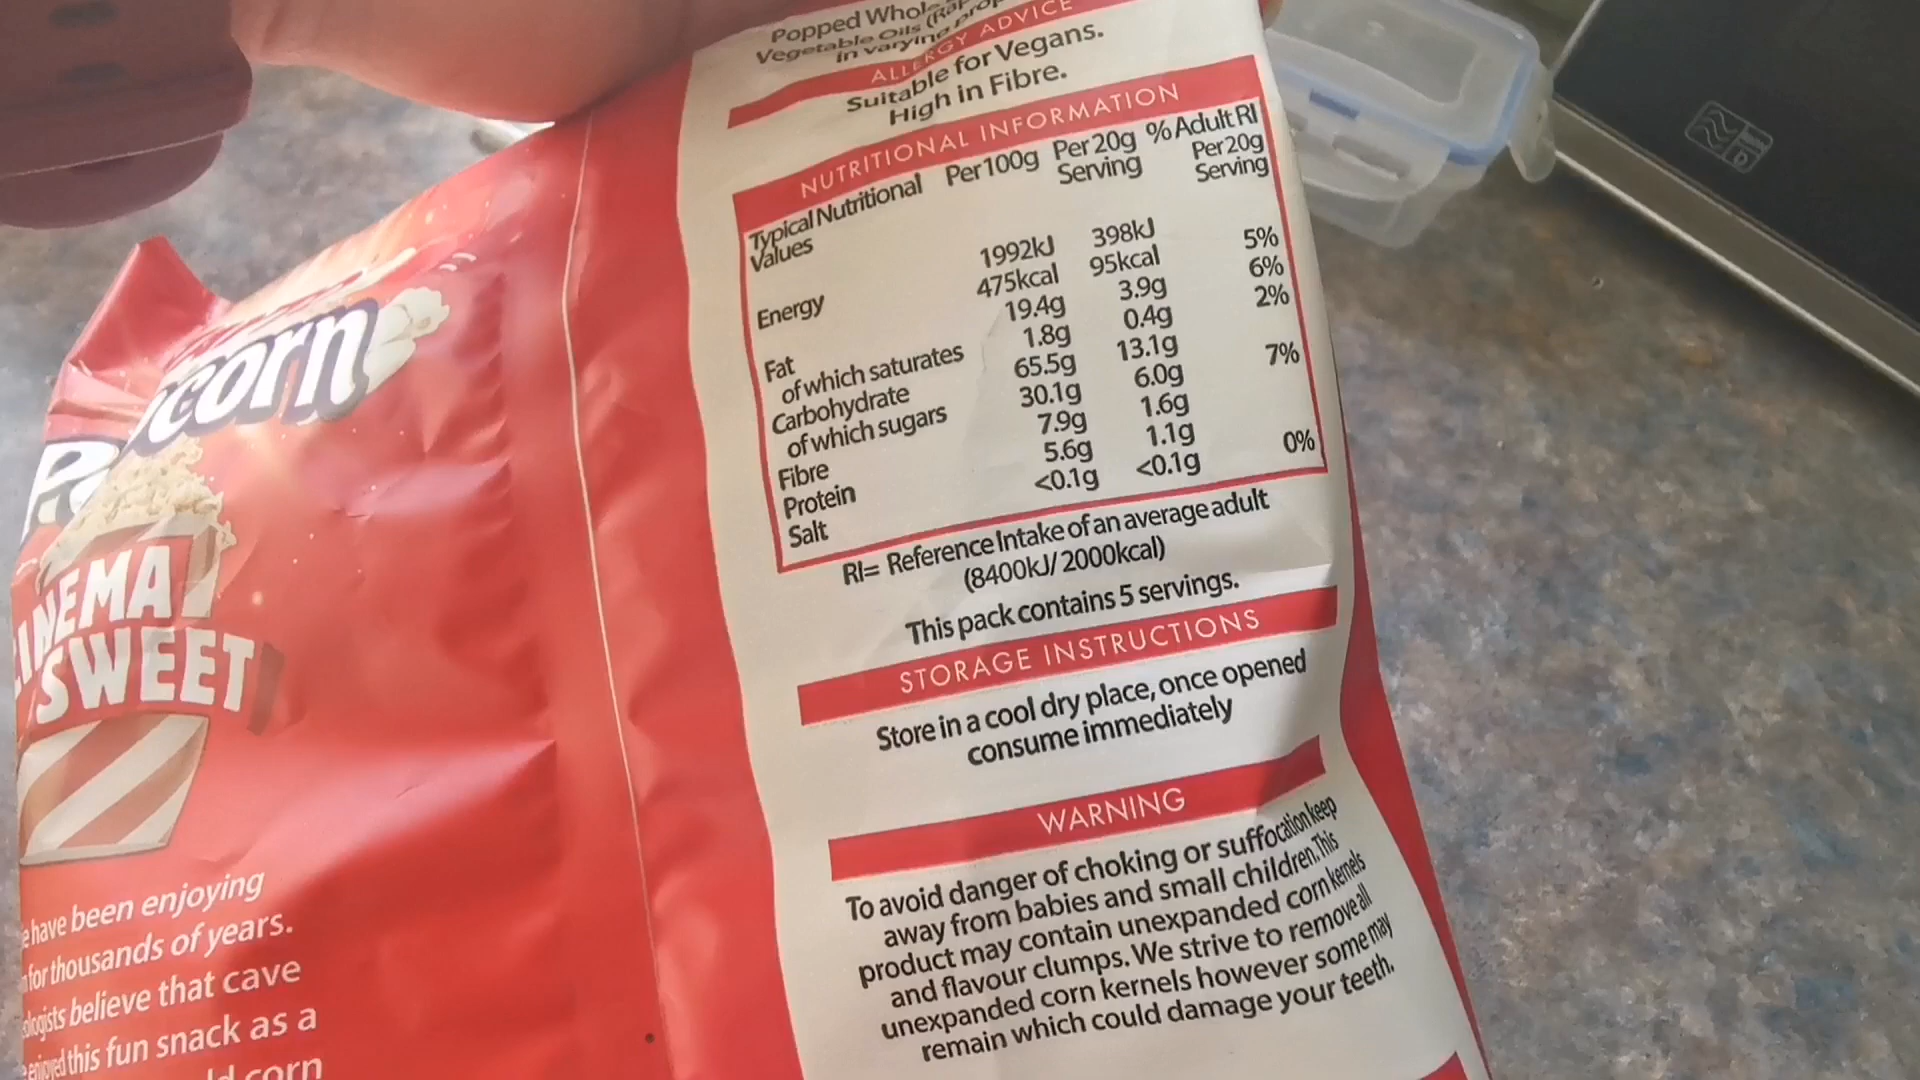 Popped Whole
Vegetable Oils
in varying
ALLERGY ADVICE
Suitable for Vegans.
High in Fibre.
NUTRITIONAL INFORMATION
Typical Nutritional Values Per 100g Per 20g Serving % Adult RI Per 20g Serving
Energy 1992kJ 398kJ
475kcal 95kcal 5%
Fat 19.4g 3.9g 6%
of which saturates 1.8g 0.4g 2%
Carbohydrate 65.5g 13.1g
of which sugars 30.1g 6.0g 7%
Fibre 7.9g 1.6g
Protein 5.6g 1.1g
Salt <0.1g <0.1g 0%
RI= Reference Intake of an average adult
(8400kJ/2000kcal)
This pack contains 5 servings.
STORAGE INSTRUCTIONS
Store in a cool dry place, once opened
consume immediately
WARNING
To avoid danger of choking or suffocation keep
away from babies and small children. This
product may contain unexpanded corn kernels
and flavour clumps. We strive to remove all
unexpanded corn kernels however some may
remain which could damage your teeth.
corn
CINEMA
SWEET
have been enjoying
for thousands of years.
believe that cave
enjoyed this fun snack as a
corn